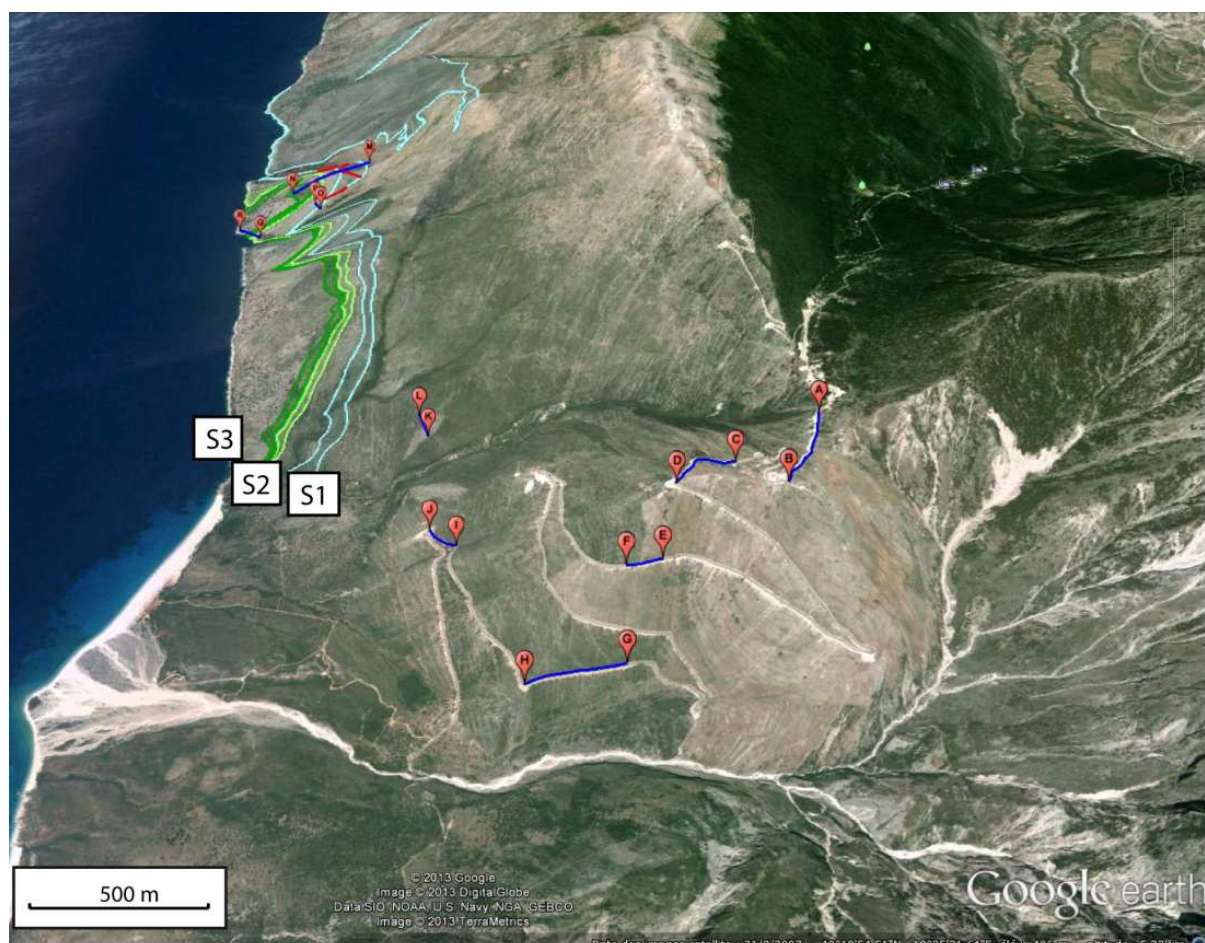 M
N
O
R
Q
L
A
K
S3
C
D
B
S2
S1
J
I
F
E
G
H
500 m
© 2013 Google
Image © 2013 DigitalGlobe
Data SIO, NOAA, U.S. Navy, NGA, GEBCO
Image © 2013 TerraMetrics
Google earth